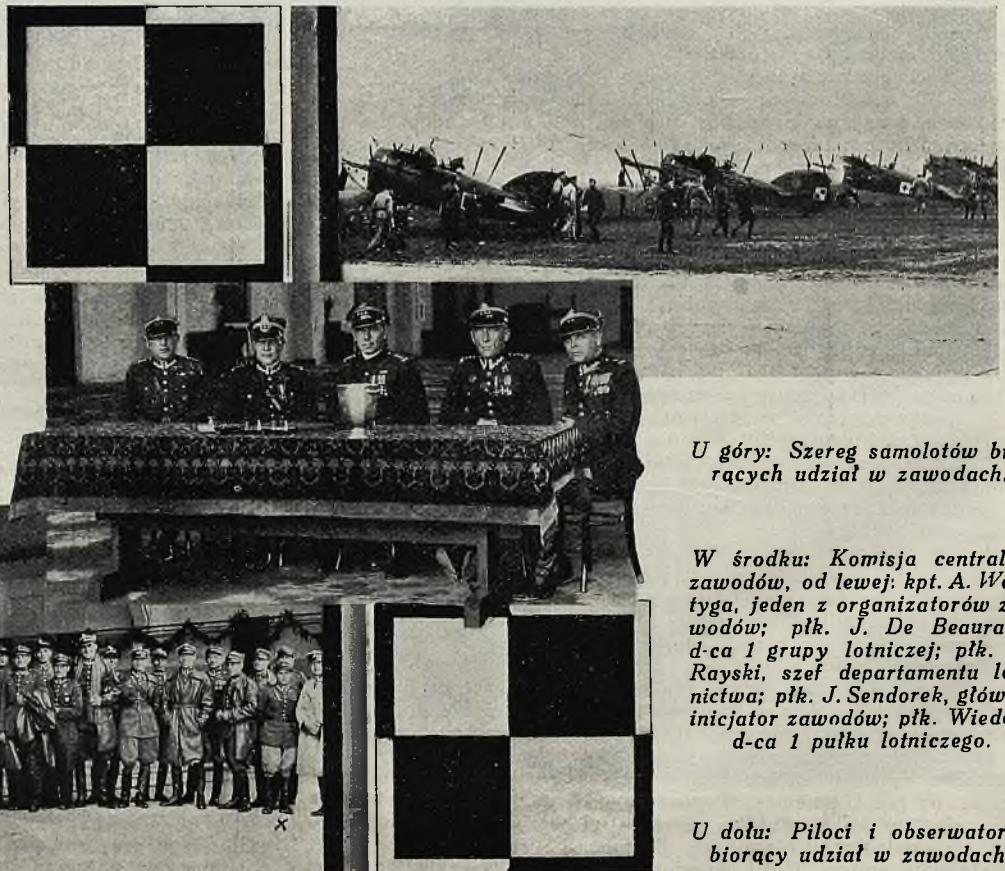 U góry: Szereg samolotów bi
rących udział w zawodach.
W środku: Komisja central
zawodów, od lewej: kpt. A. We
tyga, jeden z organizatorów z
wodów; płk. J. De Beaura
d-ca 1 grupy lotniczej; płk.
Rayski, szef departamentu lo
nictwa; płk. J. Sendorek, głów
inicjator zawodów; płk. Wiede
d-ca 1 pułku lotniczego.
U dołu: Piloci i obserwator
biorący udział w zawodach